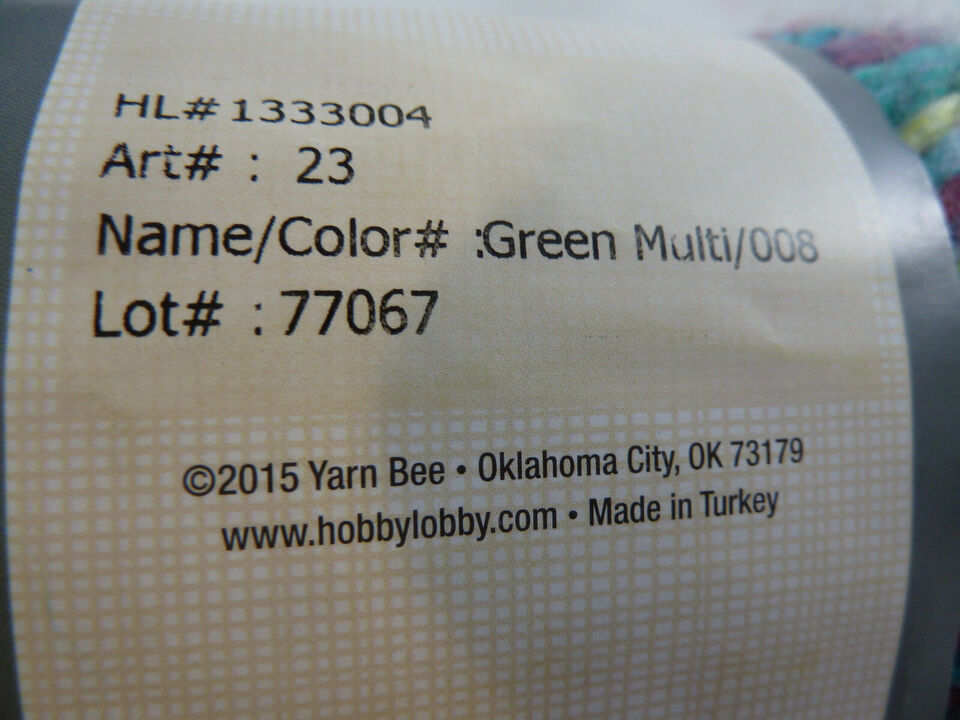 HL# 1333004
Art# : 23
Name/Color# :Green Multi/008
Lot# : 77067
©2015 Yarn Bee • Oklahoma City, OK 73179
www.hobbylobby.com • Made in Turkey